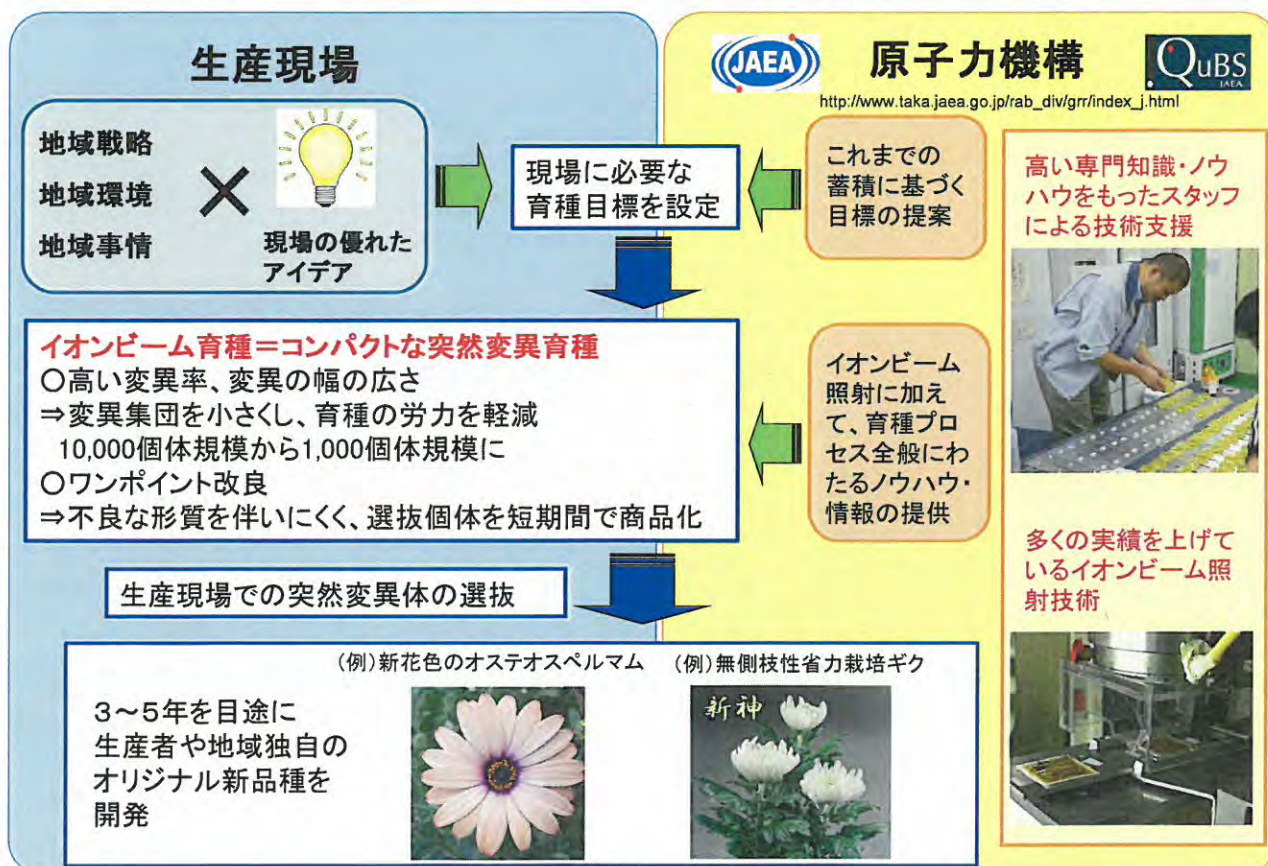 生産現場
地域戦略
地域環境
地域事情
×
現場の優れた
アイデア
現場に必要な
育種目標を設定
JAEA
原子力機構
QuBS
JAEA
http://www.taka.jaea.go.jp/rab_div/grr/index_j.html
これまでの
蓄積に基づく
目標の提案
高い専門知識・ノウ
ハウをもったスタッフ
による技術支援
イオンビーム育種＝コンパクトな突然変異育種
○高い変異率、変異の幅の広さ
⇒変異集団を小さくし、育種の労力を軽減
10,000個体規模から1,000個体規模に
○ワンポイント改良
⇒不良な形質を伴いにくく、選抜個体を短期間で商品化
イオンビーム
照射に加え
て、育種プロ
セス全般にわ
たるノウハウ・
情報の提供
多くの実績を上げて
いるイオンビーム照
射技術
生産現場での突然変異体の選抜
３～５年を目途に
生産者や地域独自の
オリジナル新品種を
開発
(例)新花色のオステオスペルマム
(例)無側枝性省力栽培ギク
新神